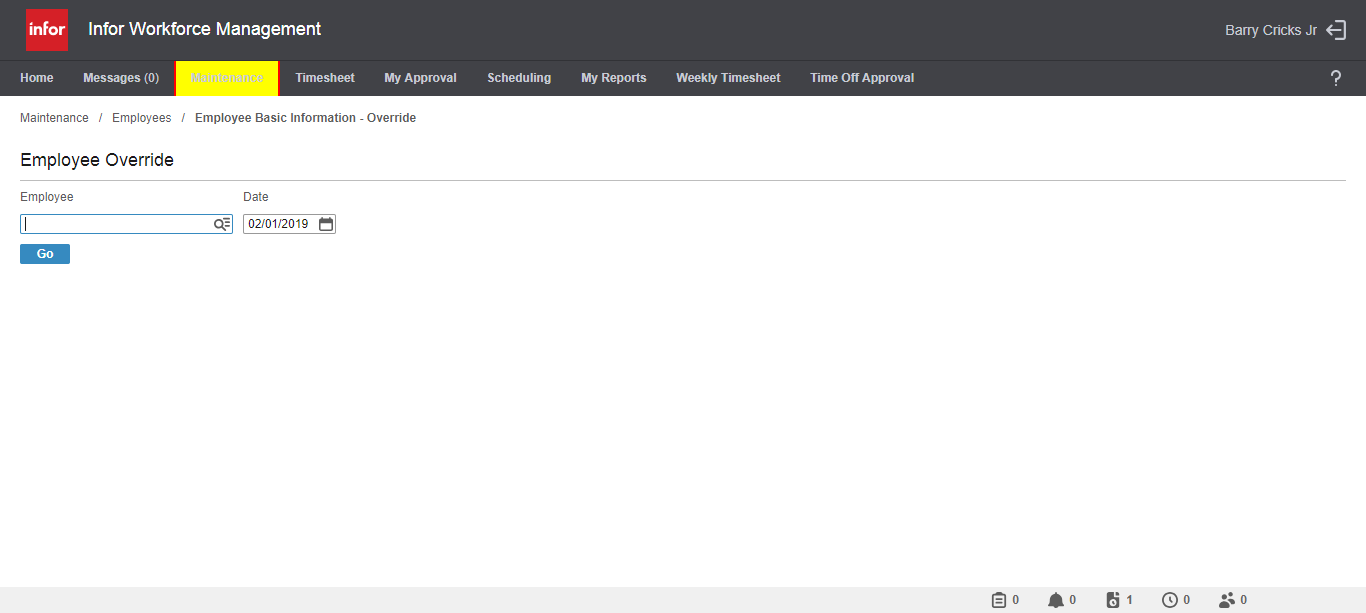 infor Infor Workforce Management Barry Cricks Jr
Home Messages (0) Maintenance Timesheet My Approval Scheduling My Reports Weekly Timesheet Time Off Approval ?
Maintenance / Employees / Employee Basic Information - Override
Employee Override
Employee Date
02/01/2019
Go
0 0 1 0 0